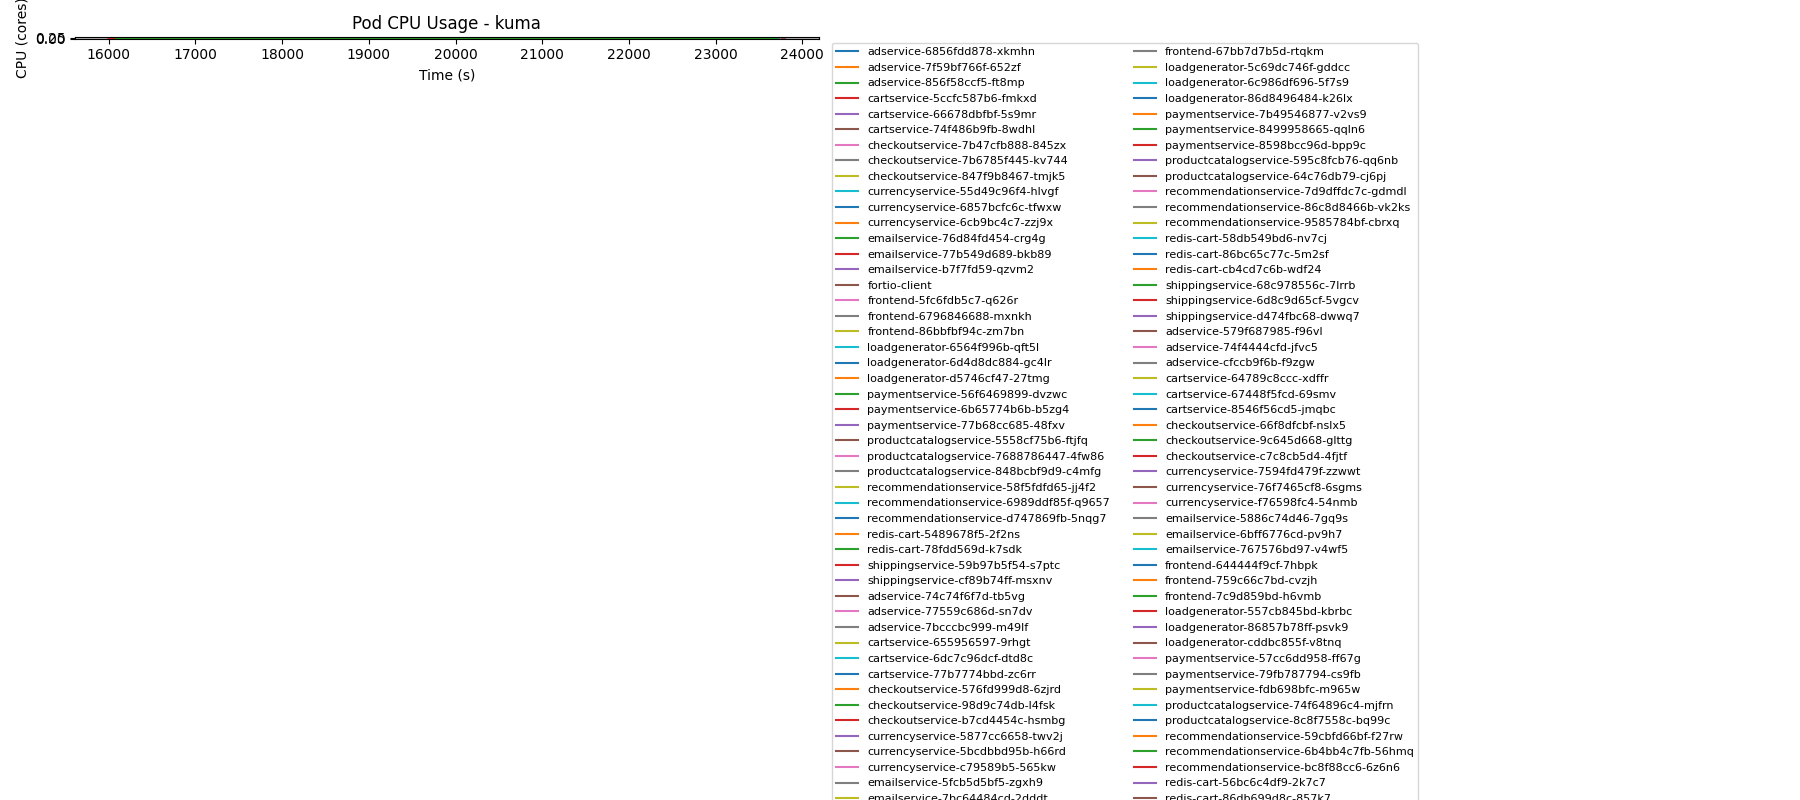 Pod CPU Usage - kuma
CPU (cores)
16000 17000 18000 19000 20000 21000 22000 23000 24000
Time (s)
adservice-6856fdd878-xkmhn
adservice-7f59bf766f-652zf
adservice-856f58ccf5-ft8mp
cartservice-5ccfc587b6-fmkxd
cartservice-66678dbfbf-5s9mr
cartservice-74f486b9fb-8wdhl
checkoutservice-7b47cfb888-845zx
checkoutservice-7b6785f445-kv744
checkoutservice-847f9b8467-tmjk5
currencyservice-55d49c96f4-hlvgf
currencyservice-6857bcfc6c-tfwxw
currencyservice-6cb9bc4c7-zzj9x
emailservice-76d84fd454-crg4g
emailservice-77b549d689-bkb89
emailservice-b7f7fd59-qzvm2
fortio-client
frontend-5fc6fdb5c7-q626r
frontend-6796846688-mxnkh
frontend-86bbfbf94c-zm7bn
loadgenerator-6564f996b-qft5l
loadgenerator-6d4d8dc884-gc4lr
loadgenerator-d5746cf47-27tmg
paymentservice-56f6469899-dvzwc
paymentservice-6b65774b6b-b5zg4
paymentservice-77b68cc685-48fxv
productcatalogservice-5558cf75b6-ftjfq
productcatalogservice-7688786447-4fw86
productcatalogservice-848bcbf9d9-c4mfg
recommendationservice-58f5fdfd65-jj4f2
recommendationservice-6989ddf85f-q9657
recommendationservice-d747869fb-5nqg7
redis-cart-5489678f5-2f2ns
redis-cart-78fdd569d-k7sdk
shippingservice-59b97b5f54-s7ptc
shippingservice-cf89b74ff-msxnv
adservice-74c74f6f7d-tb5vg
adservice-77559c686d-sn7dv
adservice-7bcccbc999-m49lf
cartservice-655956597-9rhgt
cartservice-6dc7c96dcf-dtd8c
cartservice-77b7774bbd-zc6rr
checkoutservice-576fd999d8-6zjrd
checkoutservice-98d9c74db-l4fsk
checkoutservice-b7cd4454c-hsmbg
currencyservice-5877cc6658-twv2j
currencyservice-5bcdbbd95b-h66rd
currencyservice-c79589b5-565kw
emailservice-5fcb5d5bf5-zgxh9
emailservice-7bc64484cd-2dddt
frontend-67bb7d7b5d-rtqkm
loadgenerator-5c69dc746f-gddcc
loadgenerator-6c986df696-5f7s9
loadgenerator-86d8496484-k26lx
paymentservice-7b49546877-v2vs9
paymentservice-8499958665-qqln6
paymentservice-8598bcc96d-bpp9c
productcatalogservice-595c8fcb76-qq6nb
productcatalogservice-64c76db79-cj6pj
recommendationservice-7d9dffdc7c-gdmdl
recommendationservice-86c8d8466b-vk2ks
recommendationservice-9585784bf-cbrxq
redis-cart-58db549bd6-nv7cj
redis-cart-86bc65c77c-5m2sf
redis-cart-cb4cd7c6b-wdf24
shippingservice-68c978556c-7lrrb
shippingservice-6d8c9d65cf-5vgcv
shippingservice-d474fbc68-dwwq7
adservice-579f687985-f96vl
adservice-74f4444cfd-jfvc5
adservice-cfccb9f6b-f9zgw
cartservice-64789c8ccc-xdffr
cartservice-67448f5fcd-69smv
cartservice-8546f56cd5-jmqbc
checkoutservice-66f8dfcbf-nslx5
checkoutservice-9c645d668-glttg
checkoutservice-c7c8cb5d4-4fjtf
currencyservice-7594fd479f-zzwwt
currencyservice-76f7465cf8-6sgms
currencyservice-f76598fc4-54nmb
emailservice-5886c74d46-7gq9s
emailservice-6bff6776cd-pv9h7
emailservice-767576bd97-v4wf5
frontend-644444f9cf-7hbpk
frontend-759c66c7bd-cvzjh
frontend-7c9d859bd-h6vmb
loadgenerator-557cb845bd-kbrbc
loadgenerator-86857b78ff-psvk9
loadgenerator-cddbc855f-v8tnq
paymentservice-57cc6dd958-ff67g
paymentservice-79fb787794-cs9fb
paymentservice-fdb698bfc-m965w
productcatalogservice-74f64896c4-mjfrn
productcatalogservice-8c8f7558c-bq99c
recommendationservice-59cbfd66bf-f27rw
recommendationservice-6b4bb4c7fb-56hmq
recommendationservice-bc8f88cc6-6z6n6
redis-cart-56bc6c4df9-2k7c7
redis-cart-86db699d8c-857k7